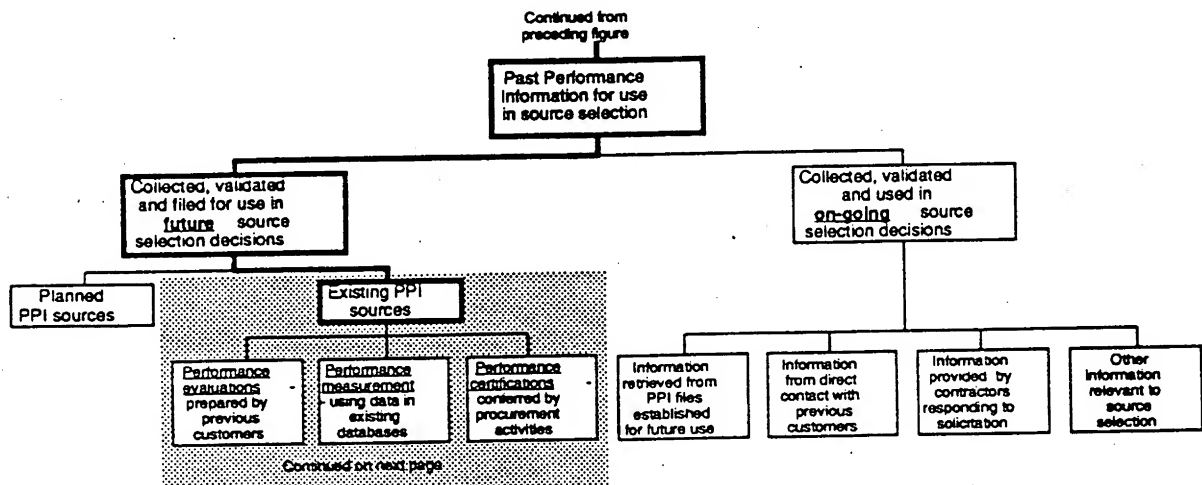 Continued from
preceding figure
Past Performance
Information for use
in source selection
Collected, validated
and filed for use in
future source
selection decisions
Collected, validated
and used in
on-going source
selection decisions
Planned
PPI sources
Existing PPI
sources
Performance
evaluations -
prepared by
previous
customers
Performance
measurement
- using data in
existing
databases
Performance
certifications -
conferred by
procurement
activities
Information
retrieved from
PPI files
established
for future use
Information
from direct
contact with
previous
customers
Information
provided by
contractors
responding to
solicitation
Other
information
relevant to
source
selection
Continued on next page